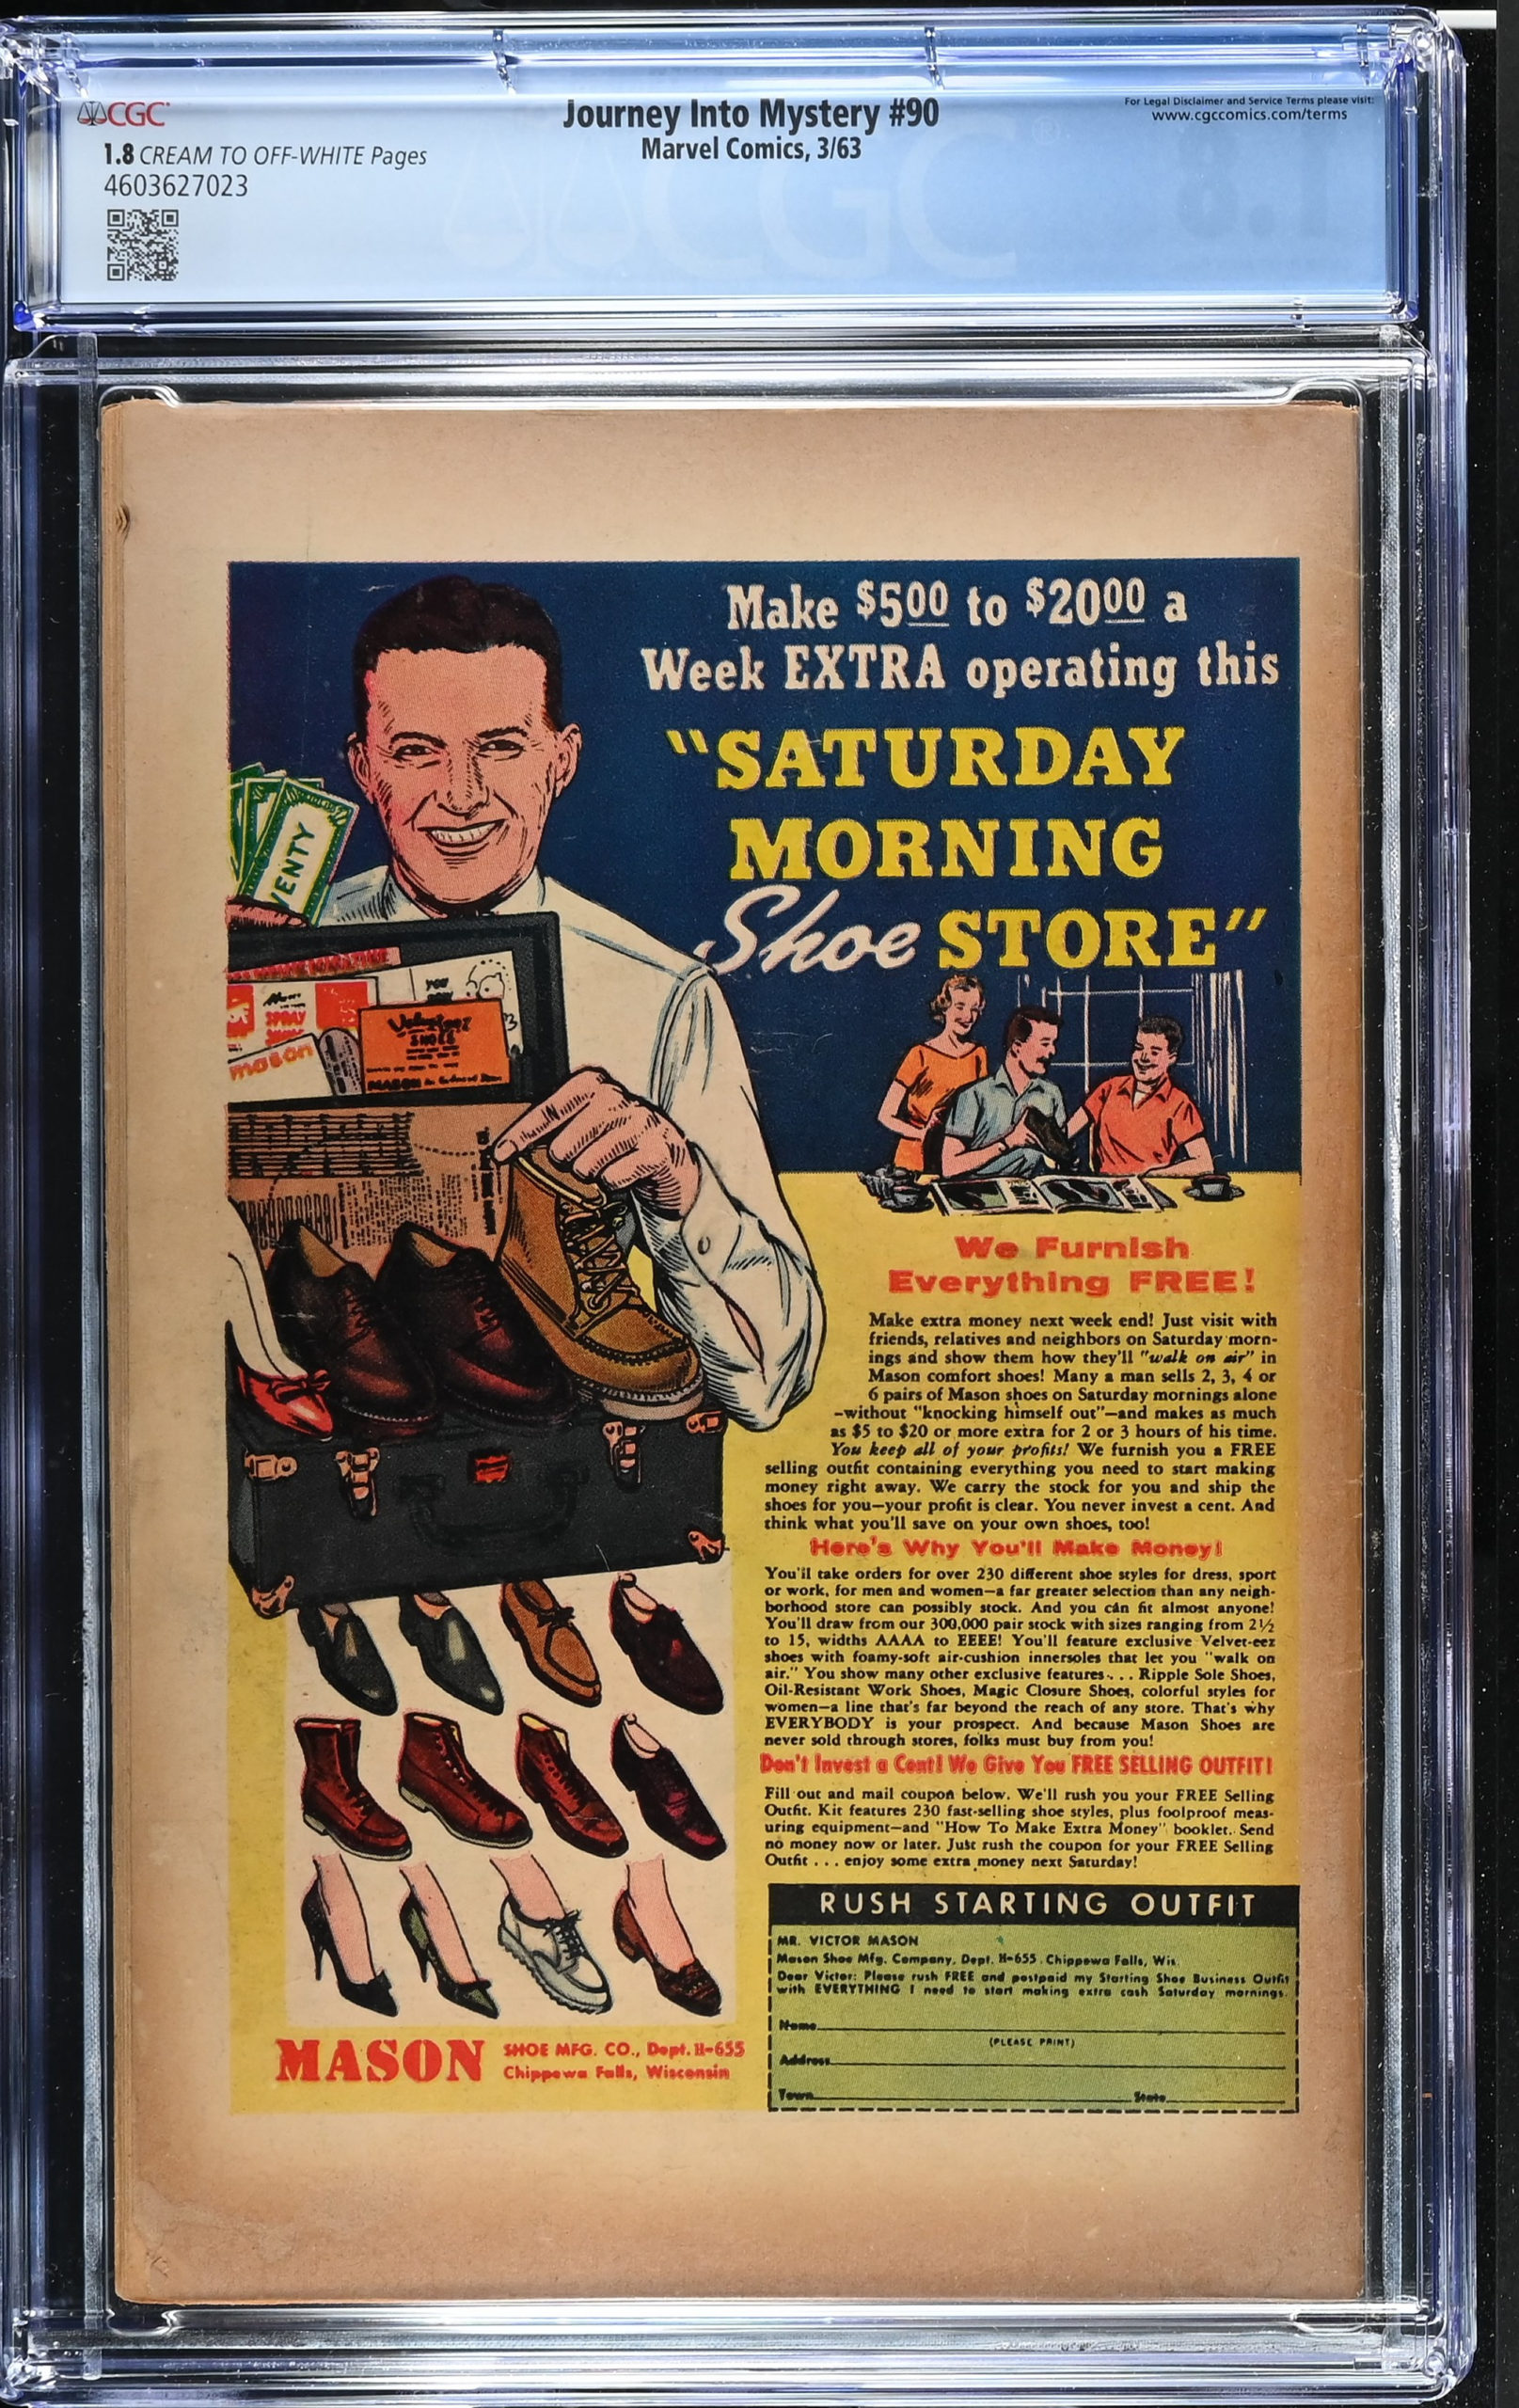 CGC
Journey Into Mystery #90
Marvel Comics, 3/63
For Legal Disclaimer and Service Terms please visit:
www.cgccomics.com/terms
1.8 CREAM TO OFF-WHITE Pages
4603627023
CGC
Make $5.00 to $20.00 a
Week EXTRA operating this
"SATURDAY
MORNING
Shoe STORE"
VENTY
YOU
SPRAY
mason
SHOES
MASON
We Furnish
Everything FREE!
Make extra money next week end! Just visit with
friends, relatives and neighbors on Saturday morn-
ings and show them how they'll "walk on air" in
Mason comfort shoes! Many a man sells 2, 3, 4 or
6 pairs of Mason shoes on Saturday mornings alone
-without "knocking himself out"—and makes as much
as $5 to $20 or more extra for 2 or 3 hours of his time.
You keep all of your profits! We furnish you a FREE
selling outfit containing everything you need to start making
money right away. We carry the stock for you and ship the
shoes for you—your profit is clear. You never invest a cent. And
think what you'll save on your own shoes, too!
Here's Why You'll Make Money!
You'll take orders for over 230 different shoe styles for dress, sport
or work, for men and women—a far greater selection than any neigh-
borhood store can possibly stock. And you can fit almost anyone!
You'll draw from our 300,000 pair stock with sizes ranging from 2½
to 15, widths AAAA to EEEE! You'll feature exclusive Velvet-eez
shoes with foamy-soft air-cushion innersoles that let you "walk on
air." You show many other exclusive features . . . Ripple Sole Shoes,
Oil-Resistant Work Shoes, Magic Closure Shoes, colorful styles for
women—a line that's far beyond the reach of any store. That's why
EVERYBODY is your prospect. And because Mason Shoes are
never sold through stores, folks must buy from you!
Don't Invest a Cent! We Give You FREE SELLING OUTFIT!
Fill out and mail coupon below. We'll rush you your FREE Selling
Outfit. Kit features 230 fast-selling shoe styles, plus foolproof meas-
uring equipment—and "How To Make Extra Money" booklet. Send
no money now or later. Just rush the coupon for your FREE Selling
Outfit . . . enjoy some extra money next Saturday!
MASON SHOE MFG. CO., Dept. H-655
Chippewa Falls, Wisconsin
RUSH STARTING OUTFIT
MR. VICTOR MASON
Mason Shoe Mfg. Company, Dept. H-655 Chippewa Falls, Wis.
Dear Victor: Please rush FREE and postpaid my Starting Shoe Business Outfit
with EVERYTHING I need to start making extra cash Saturday mornings.
Name
(PLEASE PRINT)
Address
Town State